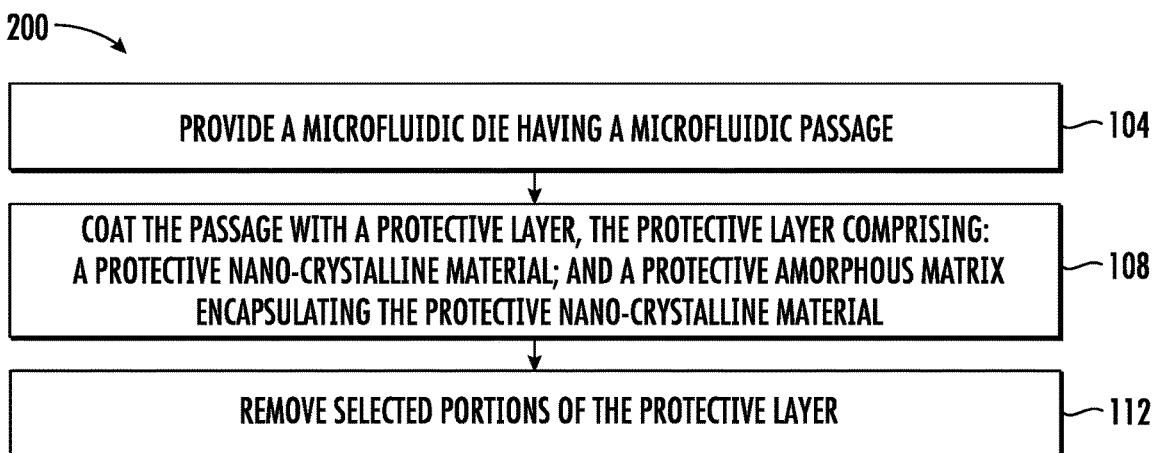 200
PROVIDE A MICROFLUIDIC DIE HAVING A MICROFLUIDIC PASSAGE
104
COAT THE PASSAGE WITH A PROTECTIVE LAYER, THE PROTECTIVE LAYER COMPRISING:
A PROTECTIVE NANO-CRYSTALLINE MATERIAL; AND A PROTECTIVE AMORPHOUS MATRIX
ENCAPSULATING THE PROTECTIVE NANO-CRYSTALLINE MATERIAL
108
REMOVE SELECTED PORTIONS OF THE PROTECTIVE LAYER
112